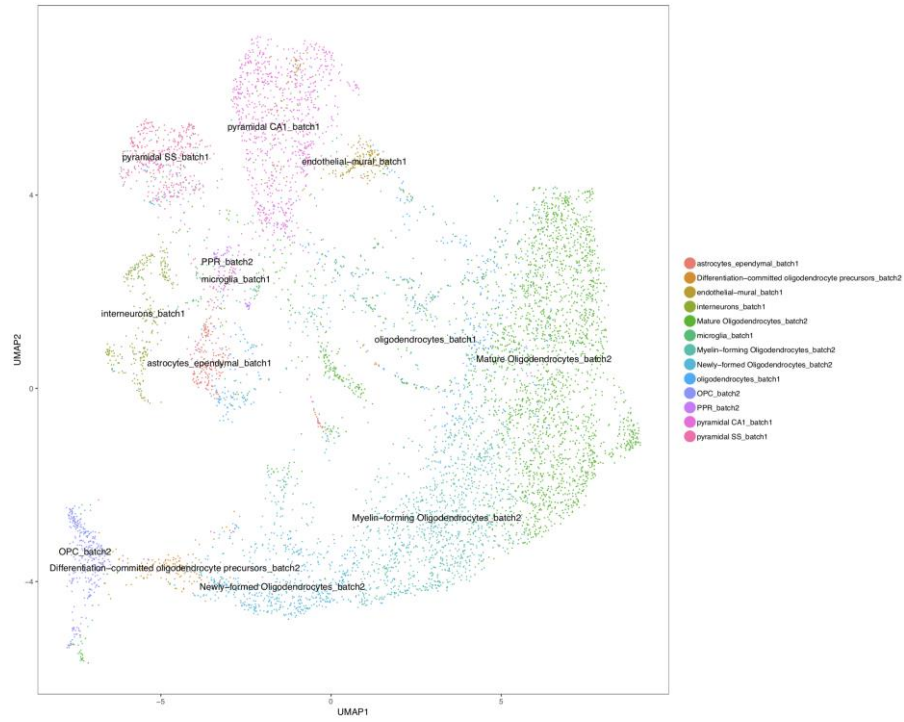 pyramidal CA1_batch1
pyramidal SS_batch1
endothelial-mural_batch1
4
PPR_batch2
microglia_batch1
interneurons_batch1
oligodendrocytes_batch1
astrocytes_ependymal_batch1
Mature Oligodendrocytes_batch2
0
UMAP2
Myelin-forming Oligodendrocytes_batch2
OPC_batch2
Differentiation-committed oligodendrocyte precursors_batch2
-4
Newly-formed Oligodendrocytes_batch2
-5
0
5
UMAP1
astrocytes_ependymal_batch1
Differentiation-committed oligodendrocyte precursors_batch2
endothelial-mural_batch1
interneurons_batch1
Mature Oligodendrocytes_batch2
microglia_batch1
Myelin-forming Oligodendrocytes_batch2
Newly-formed Oligodendrocytes_batch2
oligodendrocytes_batch1
OPC_batch2
PPR_batch2
pyramidal CA1_batch1
pyramidal SS_batch1